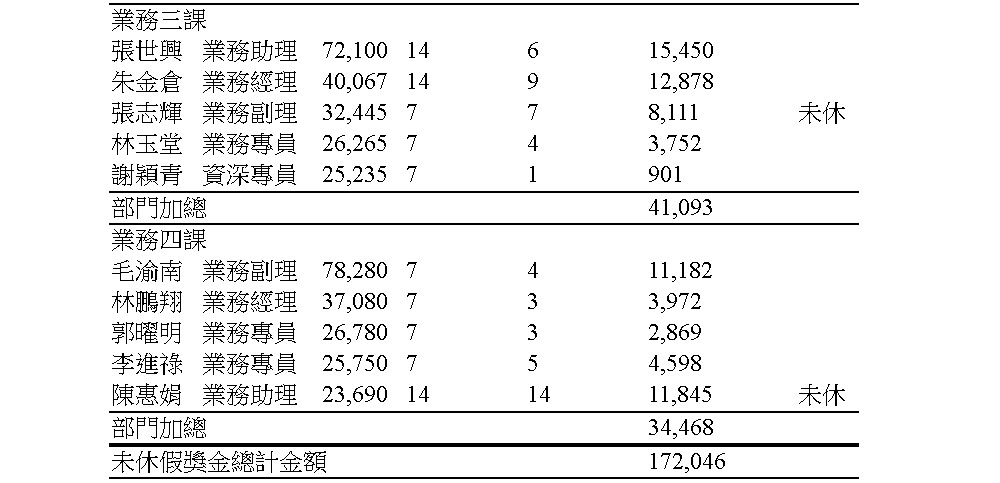 業務三課
張世興 業務助理 72,100 14 6 15,450
朱金倉 業務經理 40,067 14 9 12,878
張志輝 業務副理 32,445 7 7 8,111 未休
林玉堂 業務專員 26,265 7 4 3,752
謝穎青 資深專員 25,235 7 1 901
部門加總 41,093
業務四課
毛渝南 業務副理 78,280 7 4 11,182
林鵬翔 業務經理 37,080 7 3 3,972
郭曜明 業務專員 26,780 7 3 2,869
李進祿 業務專員 25,750 7 5 4,598
陳惠娟 業務助理 23,690 14 14 11,845 未休
部門加總 34,468
未休假獎金總計金額 172,046